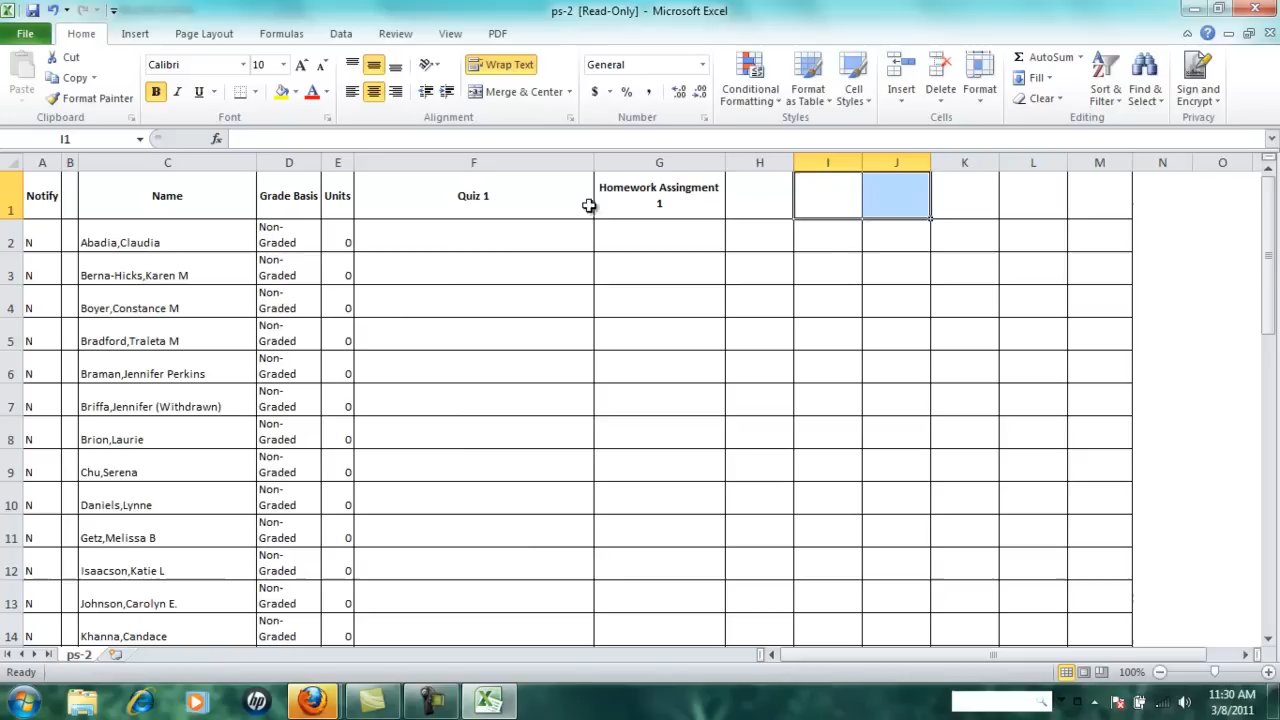 ps-2 [Read-Only] - Microsoft Excel
File Home Insert Page Layout Formulas Data Review View PDF
Cut
Copy
Format Painter
Paste
Clipboard
Calibri 10
B I U
Font
Wrap Text
Merge & Center
Alignment
General
$ % ,
Number
Conditional Formatting
Format as Table
Cell Styles
Styles
Insert Delete Format
Cells
Σ AutoSum
Fill
Clear
Sort & Filter
Find & Select
Editing
Sign and Encrypt
Privacy
I1 fx
A B C D E F G H I J K L M N O
1 Notify Name Grade Basis Units Quiz 1 Homework Assingment 1
2 N Abadia,Claudia Non-Graded 0
3 N Berna-Hicks,Karen M Non-Graded 0
4 N Boyer,Constance M Non-Graded 0
5 N Bradford,Traleta M Non-Graded 0
6 N Braman,Jennifer Perkins Non-Graded 0
7 N Briffa,Jennifer (Withdrawn) Non-Graded 0
8 N Brion,Laurie Non-Graded 0
9 N Chu,Serena Non-Graded 0
10 N Daniels,Lynne Non-Graded 0
11 N Getz,Melissa B Non-Graded 0
12 N Isaacson,Katie L Non-Graded 0
13 N Johnson,Carolyn E. Non-Graded 0
14 N Khanna,Candace Non-Graded 0
ps-2
Ready 100%
11:30 AM
3/8/2011